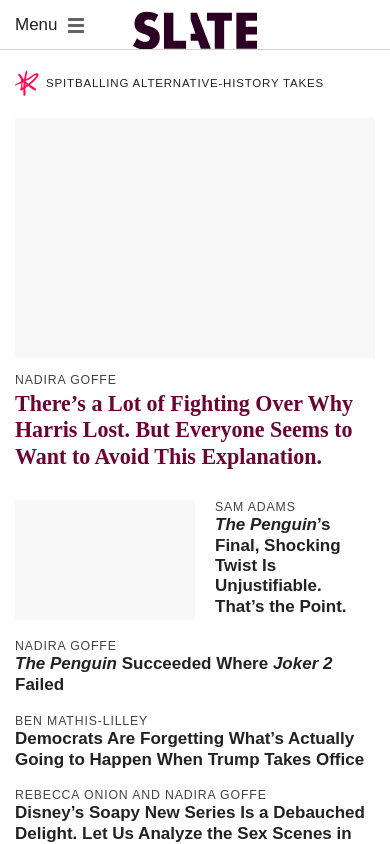 Menu
SLATE
SPITBALLING ALTERNATIVE-HISTORY TAKES
NADIRA GOFFE
There’s a Lot of Fighting Over Why
Harris Lost. But Everyone Seems to
Want to Avoid This Explanation.
SAM ADAMS
The Penguin’s
Final, Shocking
Twist Is
Unjustifiable.
That’s the Point.
NADIRA GOFFE
The Penguin Succeeded Where Joker 2
Failed
BEN MATHIS-LILLEY
Democrats Are Forgetting What’s Actually
Going to Happen When Trump Takes Office
REBECCA ONION AND NADIRA GOFFE
Disney’s Soapy New Series Is a Debauched
Delight. Let Us Analyze the Sex Scenes in